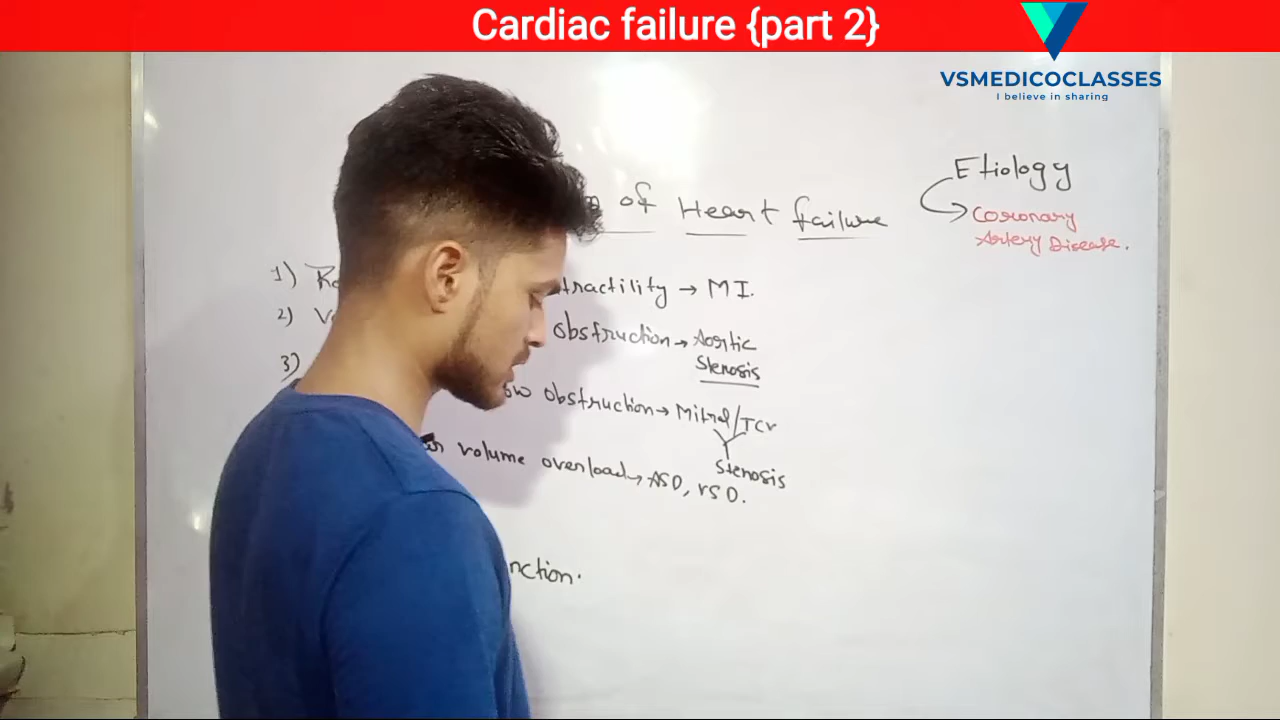 Cardiac failure {part 2}
VSMEDICOCLASSES
I believe in sharing
of Heart failure
Etiology
Coronary
Artery Disease.
1) tractility → MI.
2) obstruction → Aortic
Stenosis
3) ow obstruction → Mitral/TCV
Stenosis
volume overload → ASD, VSD.
nction.